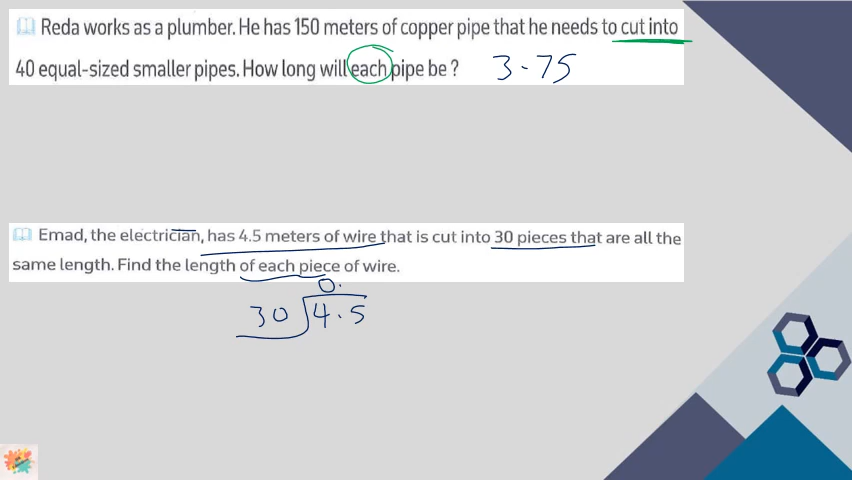 Reda works as a plumber. He has 150 meters of copper pipe that he needs to cut into
40 equal-sized smaller pipes. How long will each pipe be ? 3.75
Emad, the electrician, has 4.5 meters of wire that is cut into 30 pieces that are all the
same length. Find the length of each piece of wire.
0.
30 4.5